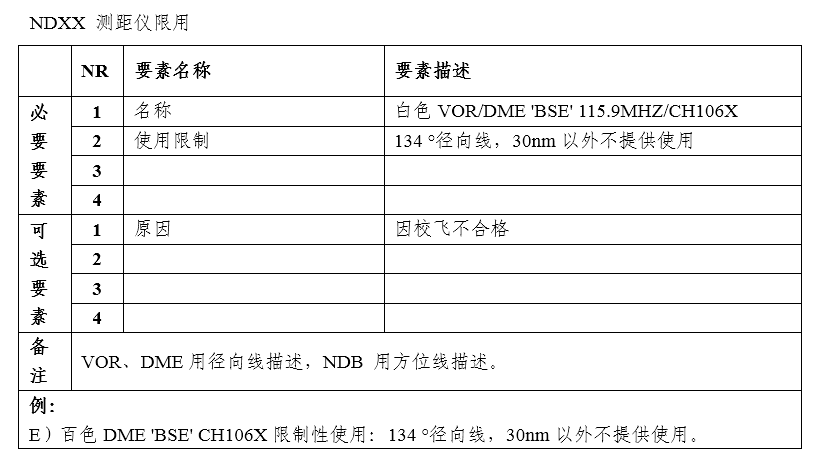 NDXX 测距仪限用
NR 要素名称 要素描述
必要要素
1 名称 白色 VOR/DME 'BSE' 115.9MHZ/CH106X
2 使用限制 134 °径向线，30nm 以外不提供使用
3
4
可选要素
1 原因 因校飞不合格
2
3
4
备注 VOR、DME 用径向线描述，NDB 用方位线描述。
例：
E）百色 DME 'BSE' CH106X 限制性使用：134 °径向线，30nm 以外不提供使用。